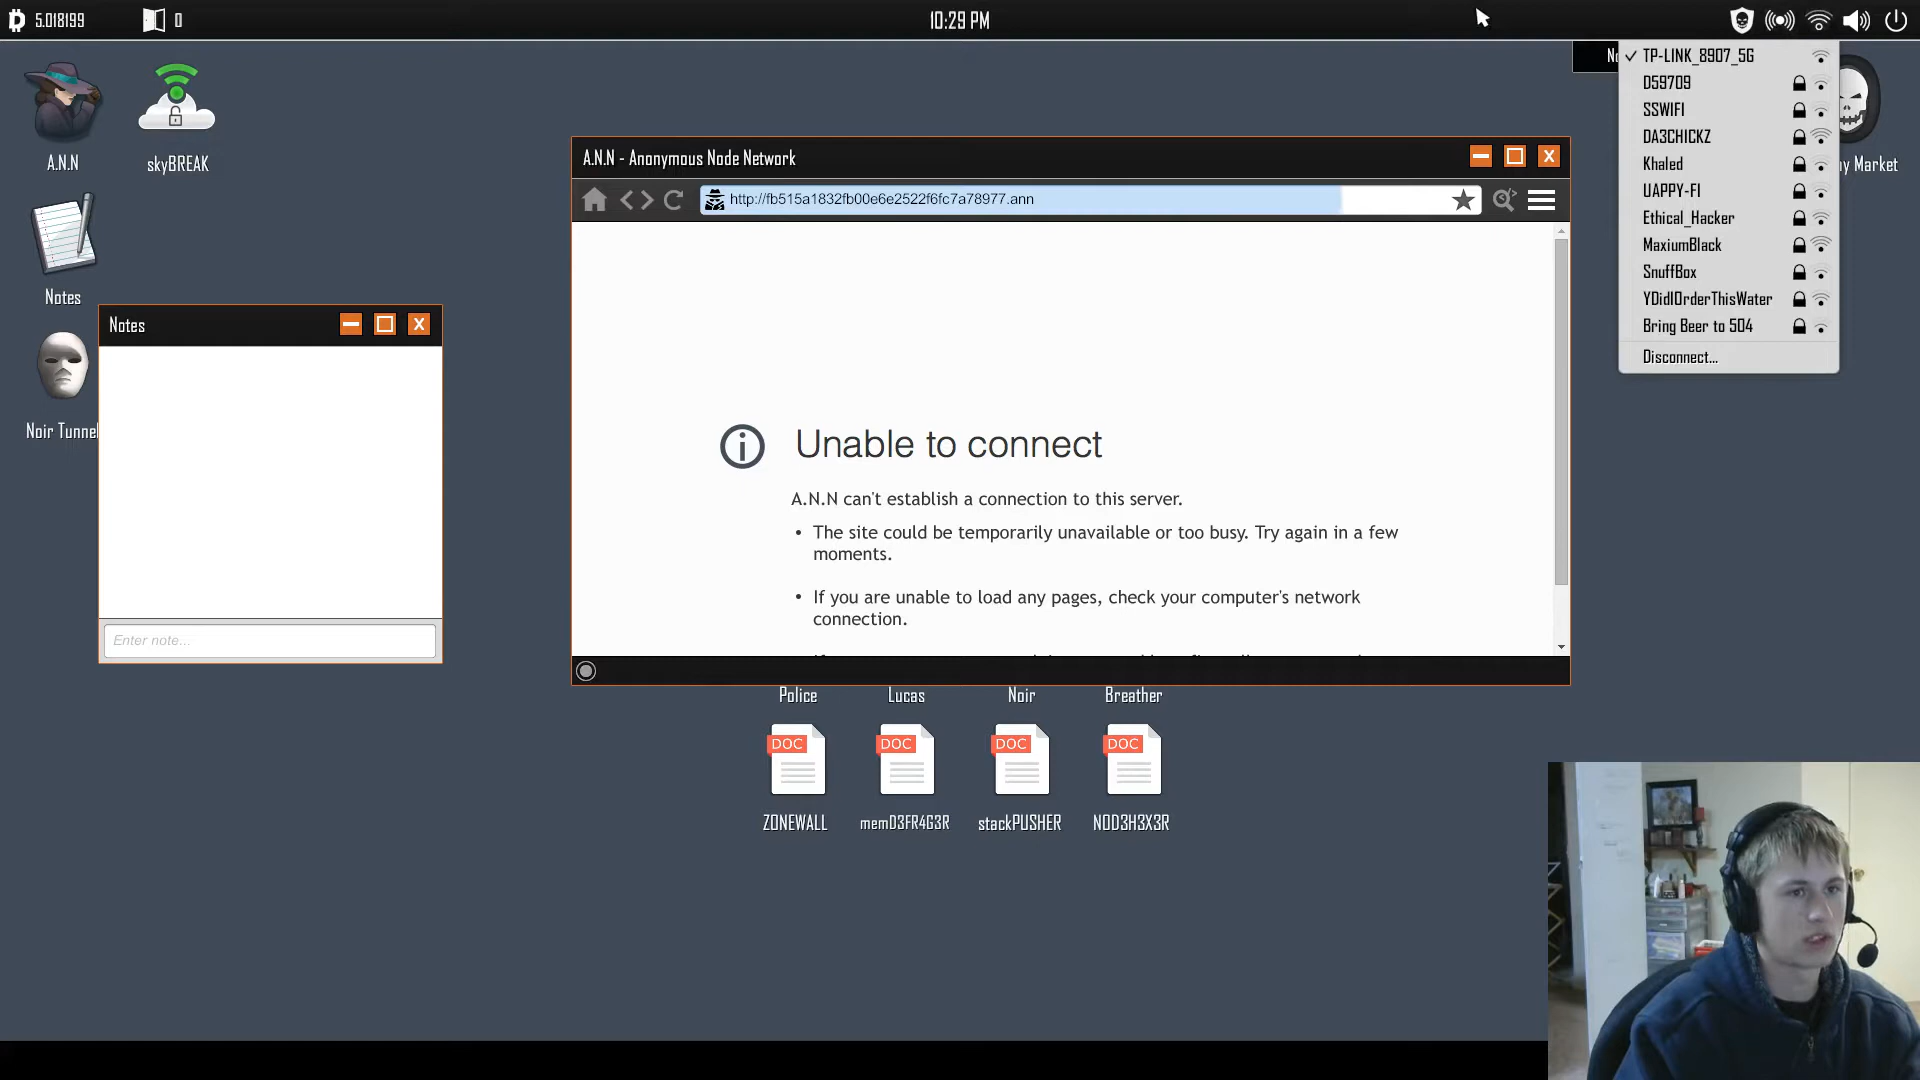 5.018199
0
10:29 PM
No
TP-LINK_8907_5G
D59709
SSWIFI
DA3CHICKZ
Khaled
UAPPY-FI
Ethical_Hacker
MaxiumBlack
SnuffBox
YDidIOrderThisWater
Bring Beer to 504
Disconnect...
A.N.N
skyBREAK
y Market
Notes
Noir Tunnel
Notes
Enter note...
A.N.N - Anonymous Node Network
http://fb515a1832fb00e6e2522f6fc7a78977.ann
Unable to connect
A.N.N can't establish a connection to this server.
• The site could be temporarily unavailable or too busy. Try again in a few
moments.
• If you are unable to load any pages, check your computer's network
connection.
Police
Lucas
Noir
Breather
DOC
DOC
DOC
DOC
ZONEWALL
memD3FR4G3R
stackPUSHER
NOD3H3X3R